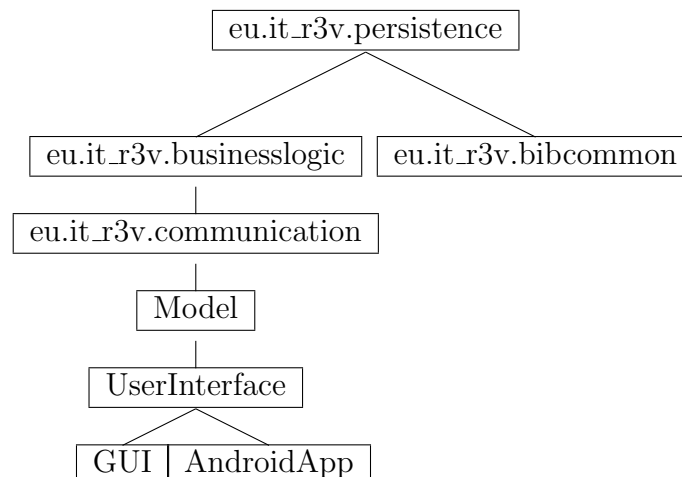 eu.it_r3v.persistence
eu.it_r3v.businesslogic eu.it_r3v.bibcommon
eu.it_r3v.communication
Model
UserInterface
GUI AndroidApp